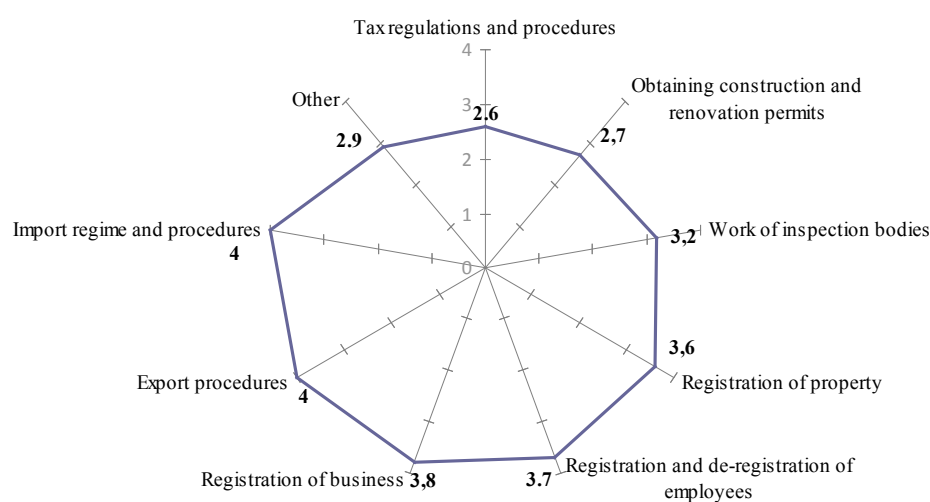 Tax regulations and procedures
4
Obtaining construction and
renovation permits
Other
3
2.6
2,7
2.9
2
1
Import regime and procedures
4
3,2
Work of inspection bodies
0
3,6
Export procedures
4
Registration of property
Registration of business
3,8
3.7
Registration and de-registration of
employees